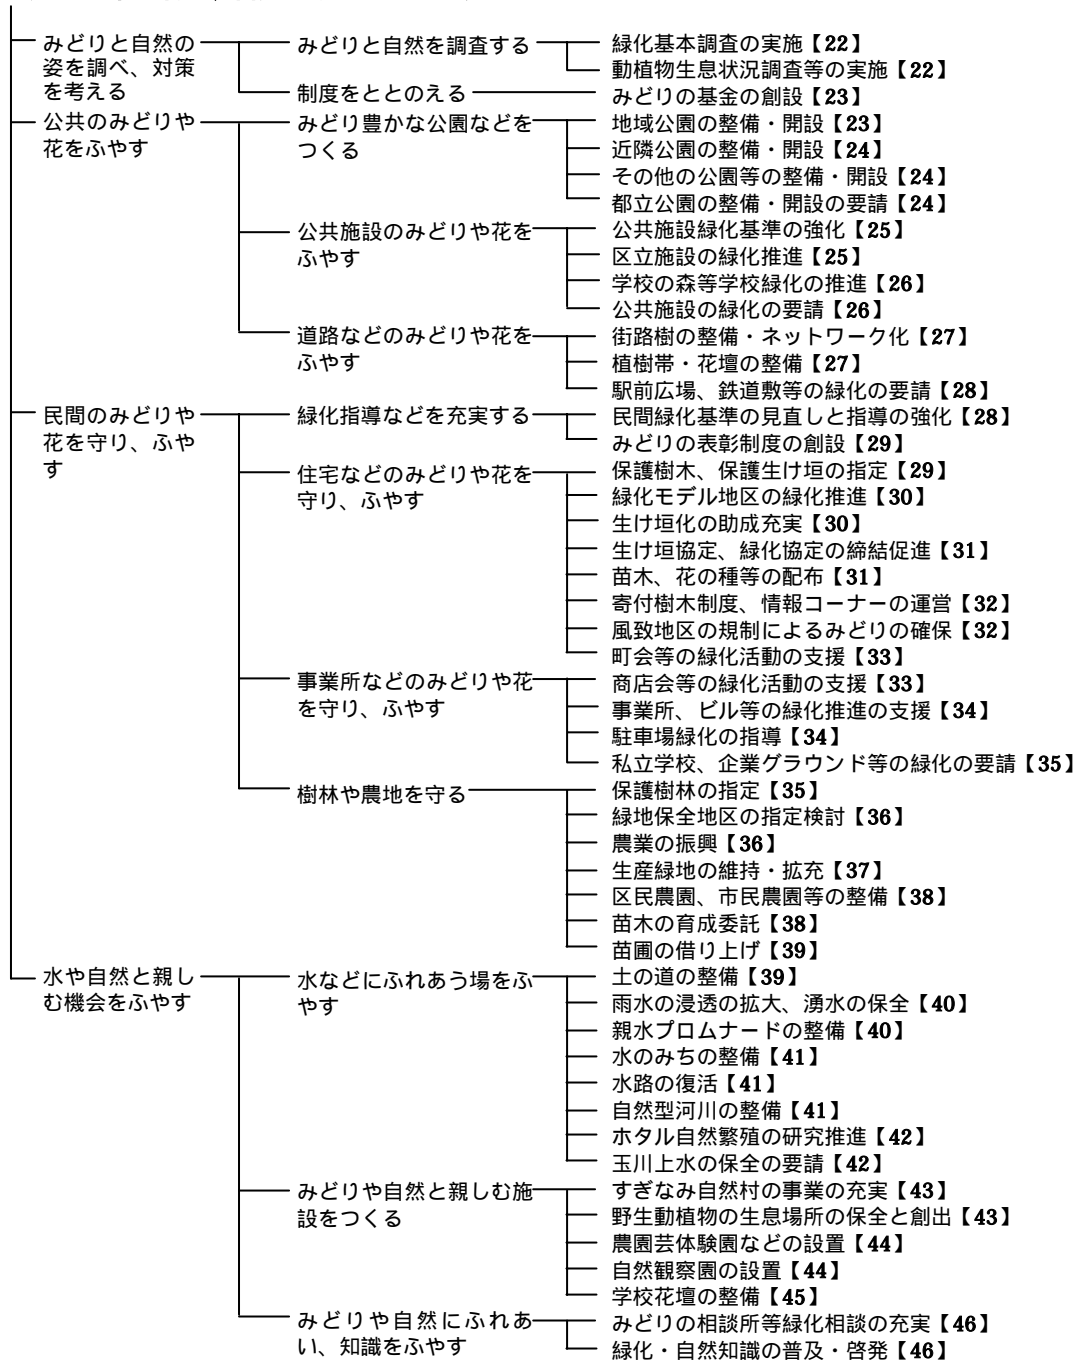 みどりと自然の
姿を調べ、対策
を考える
みどりと自然を調査する
緑化基本調査の実施【22】
動植物生息状況調査等の実施【22】
制度をととのえる
みどりの基金の創設【23】
公共のみどりや
花をふやす
みどり豊かな公園などを
つくる
地域公園の整備・開設【23】
近隣公園の整備・開設【24】
その他の公園等の整備・開設【24】
都立公園の整備・開設の要請【24】
公共施設のみどりや花を
ふやす
公共施設緑化基準の強化【25】
区立施設の緑化推進【25】
学校の森等学校緑化の推進【26】
公共施設の緑化の要請【26】
道路などのみどりや花を
ふやす
街路樹の整備・ネットワーク化【27】
植樹帯・花壇の整備【27】
駅前広場、鉄道敷等の緑化の要請【28】
民間のみどりや
花を守り、ふや
す
緑化指導などを充実する
民間緑化基準の見直しと指導の強化【28】
みどりの表彰制度の創設【29】
住宅などのみどりや花を
守り、ふやす
保護樹木、保護生け垣の指定【29】
緑化モデル地区の緑化推進【30】
生け垣化の助成充実【30】
生け垣協定、緑化協定の締結促進【31】
苗木、花の種等の配布【31】
寄付樹木制度、情報コーナーの運営【32】
風致地区の規制によるみどりの確保【32】
町会等の緑化活動の支援【33】
事業所などのみどりや花
を守り、ふやす
商店会等の緑化活動の支援【33】
事業所、ビル等の緑化推進の支援【34】
駐車場緑化の指導【34】
私立学校、企業グラウンド等の緑化の要請【35】
樹林や農地を守る
保護樹林の指定【35】
緑地保全地区の指定検討【36】
農業の振興【36】
生産緑地の維持・拡充【37】
区民農園、市民農園等の整備【38】
苗木の育成委託【38】
苗圃の借り上げ【39】
水や自然と親し
む機会をふやす
水などにふれあう場をふ
やす
土の道の整備【39】
雨水の浸透の拡大、湧水の保全【40】
親水プロムナードの整備【40】
水のみちの整備【41】
水路の復活【41】
自然型河川の整備【41】
ホタル自然繁殖の研究推進【42】
玉川上水の保全の要請【42】
みどりや自然と親しむ施
設をつくる
すぎなみ自然村の事業の充実【43】
野生動植物の生息場所の保全と創出【43】
農園芸体験園などの設置【44】
自然観察園の設置【44】
学校花壇の整備【45】
みどりや自然にふれあ
い、知識をふやす
みどりの相談所等緑化相談の充実【46】
緑化・自然知識の普及・啓発【46】